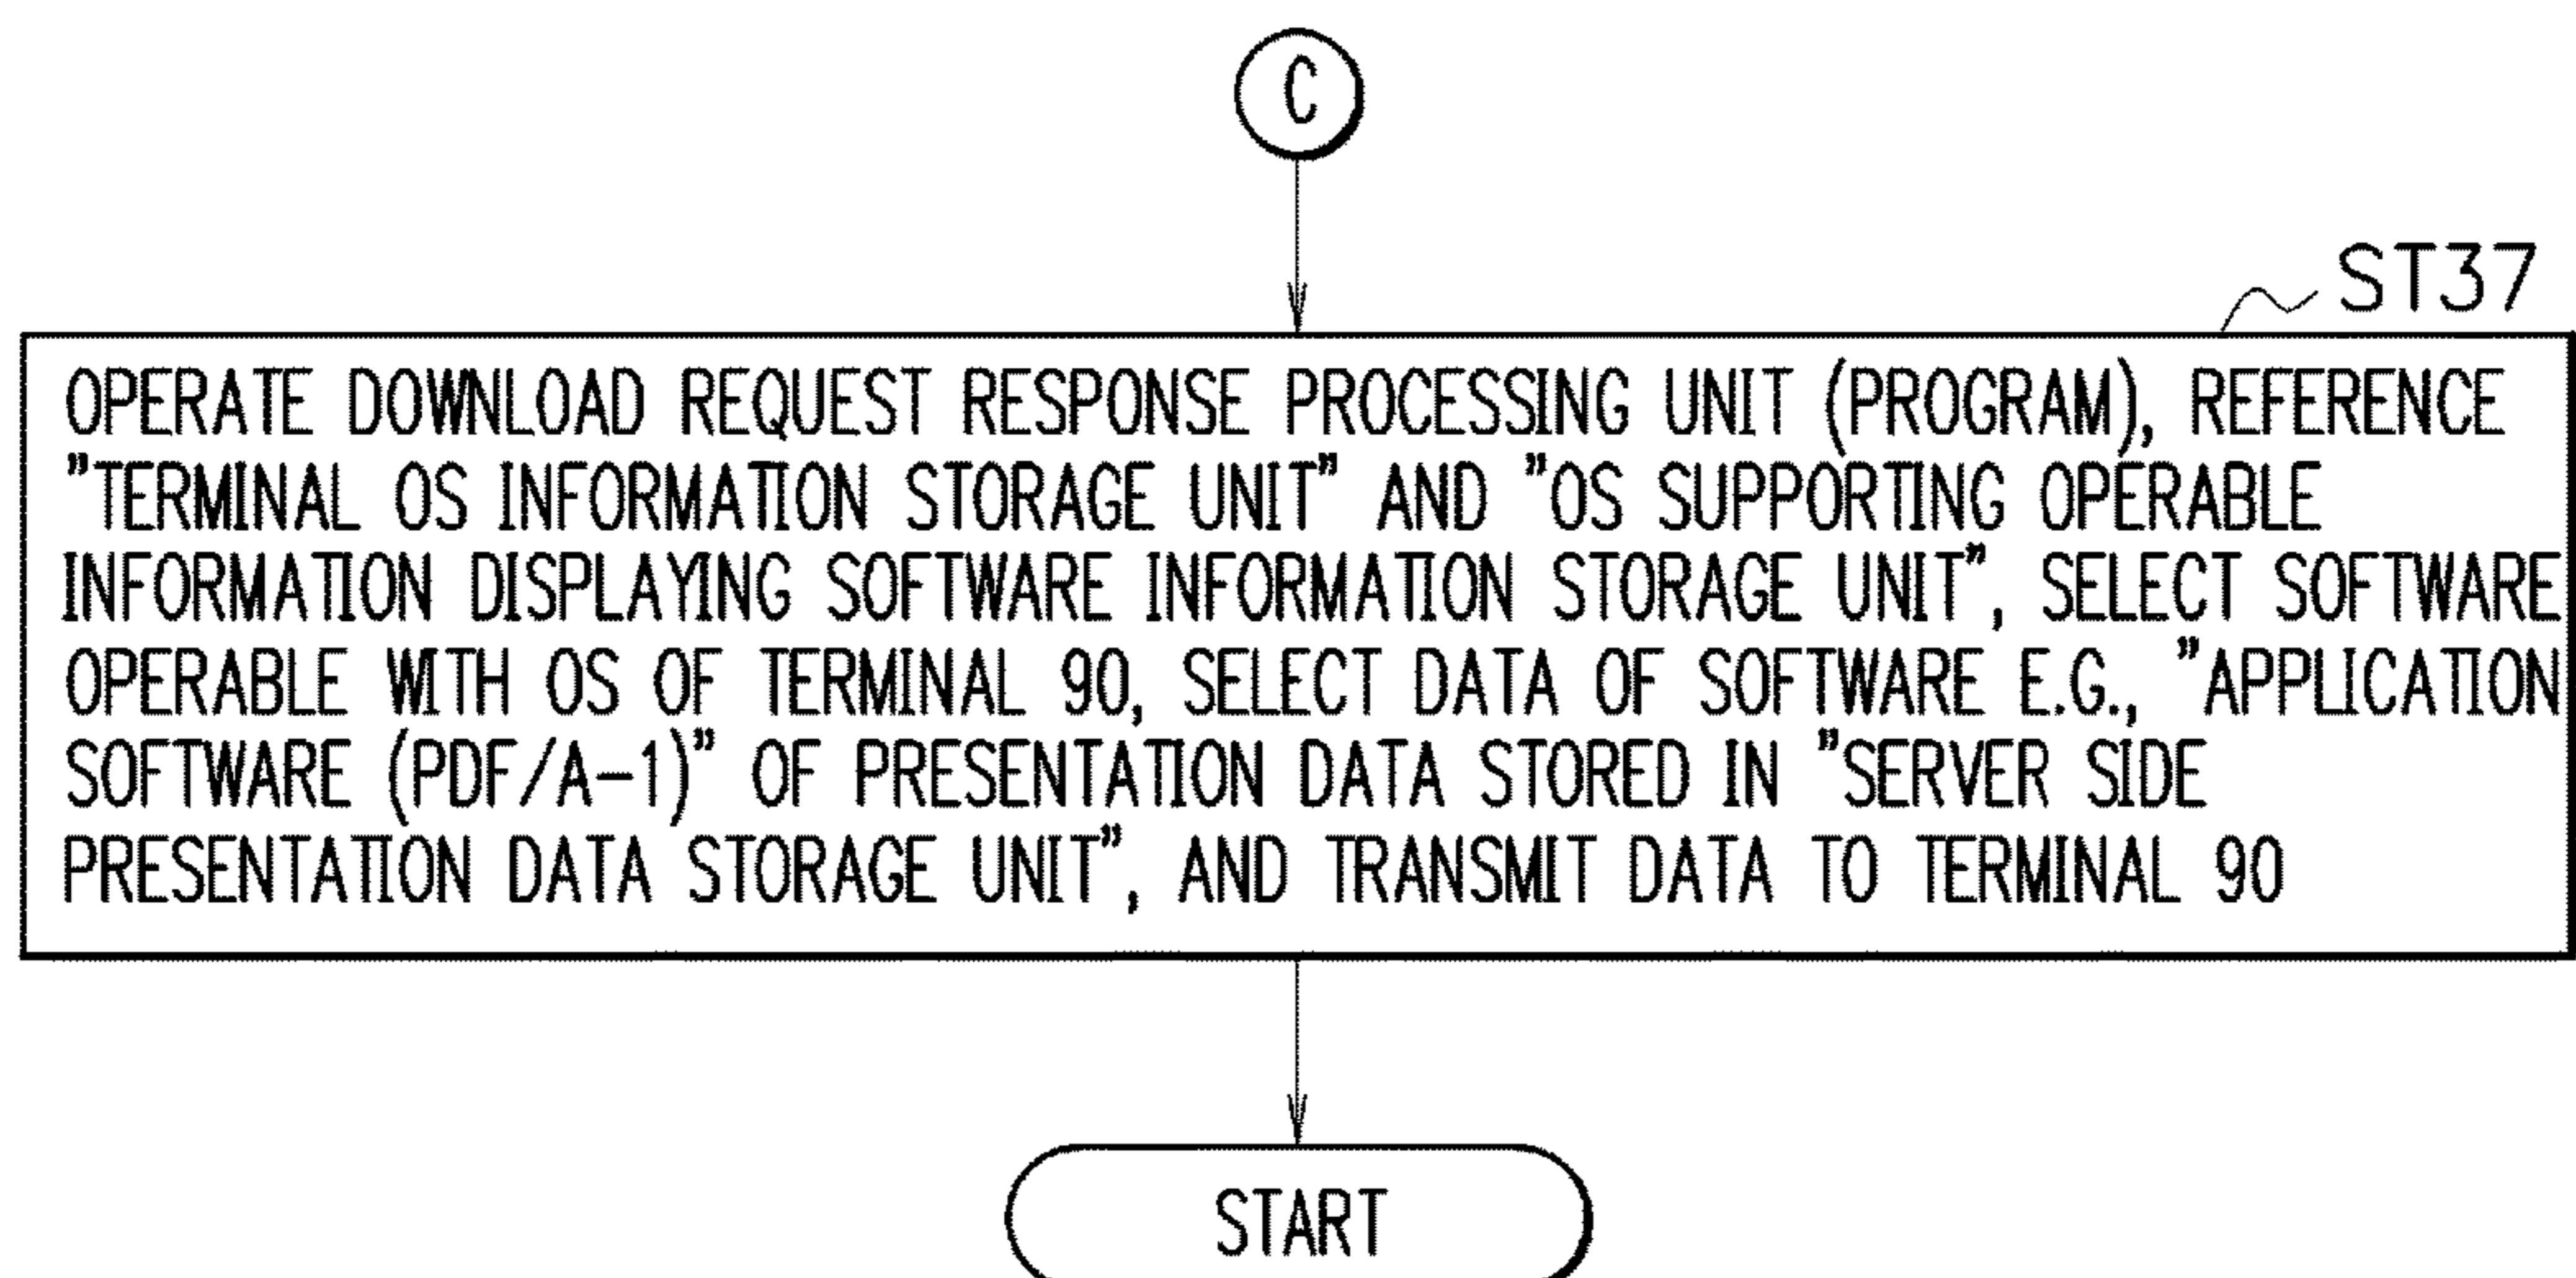 C
ST37
OPERATE DOWNLOAD REQUEST RESPONSE PROCESSING UNIT (PROGRAM), REFERENCE
"TERMINAL OS INFORMATION STORAGE UNIT" AND "OS SUPPORTING OPERABLE
INFORMATION DISPLAYING SOFTWARE INFORMATION STORAGE UNIT", SELECT SOFTWARE
OPERABLE WITH OS OF TERMINAL 90, SELECT DATA OF SOFTWARE E.G., "APPLICATION
SOFTWARE (PDF/A-1)" OF PRESENTATION DATA STORED IN "SERVER SIDE
PRESENTATION DATA STORAGE UNIT", AND TRANSMIT DATA TO TERMINAL 90
START